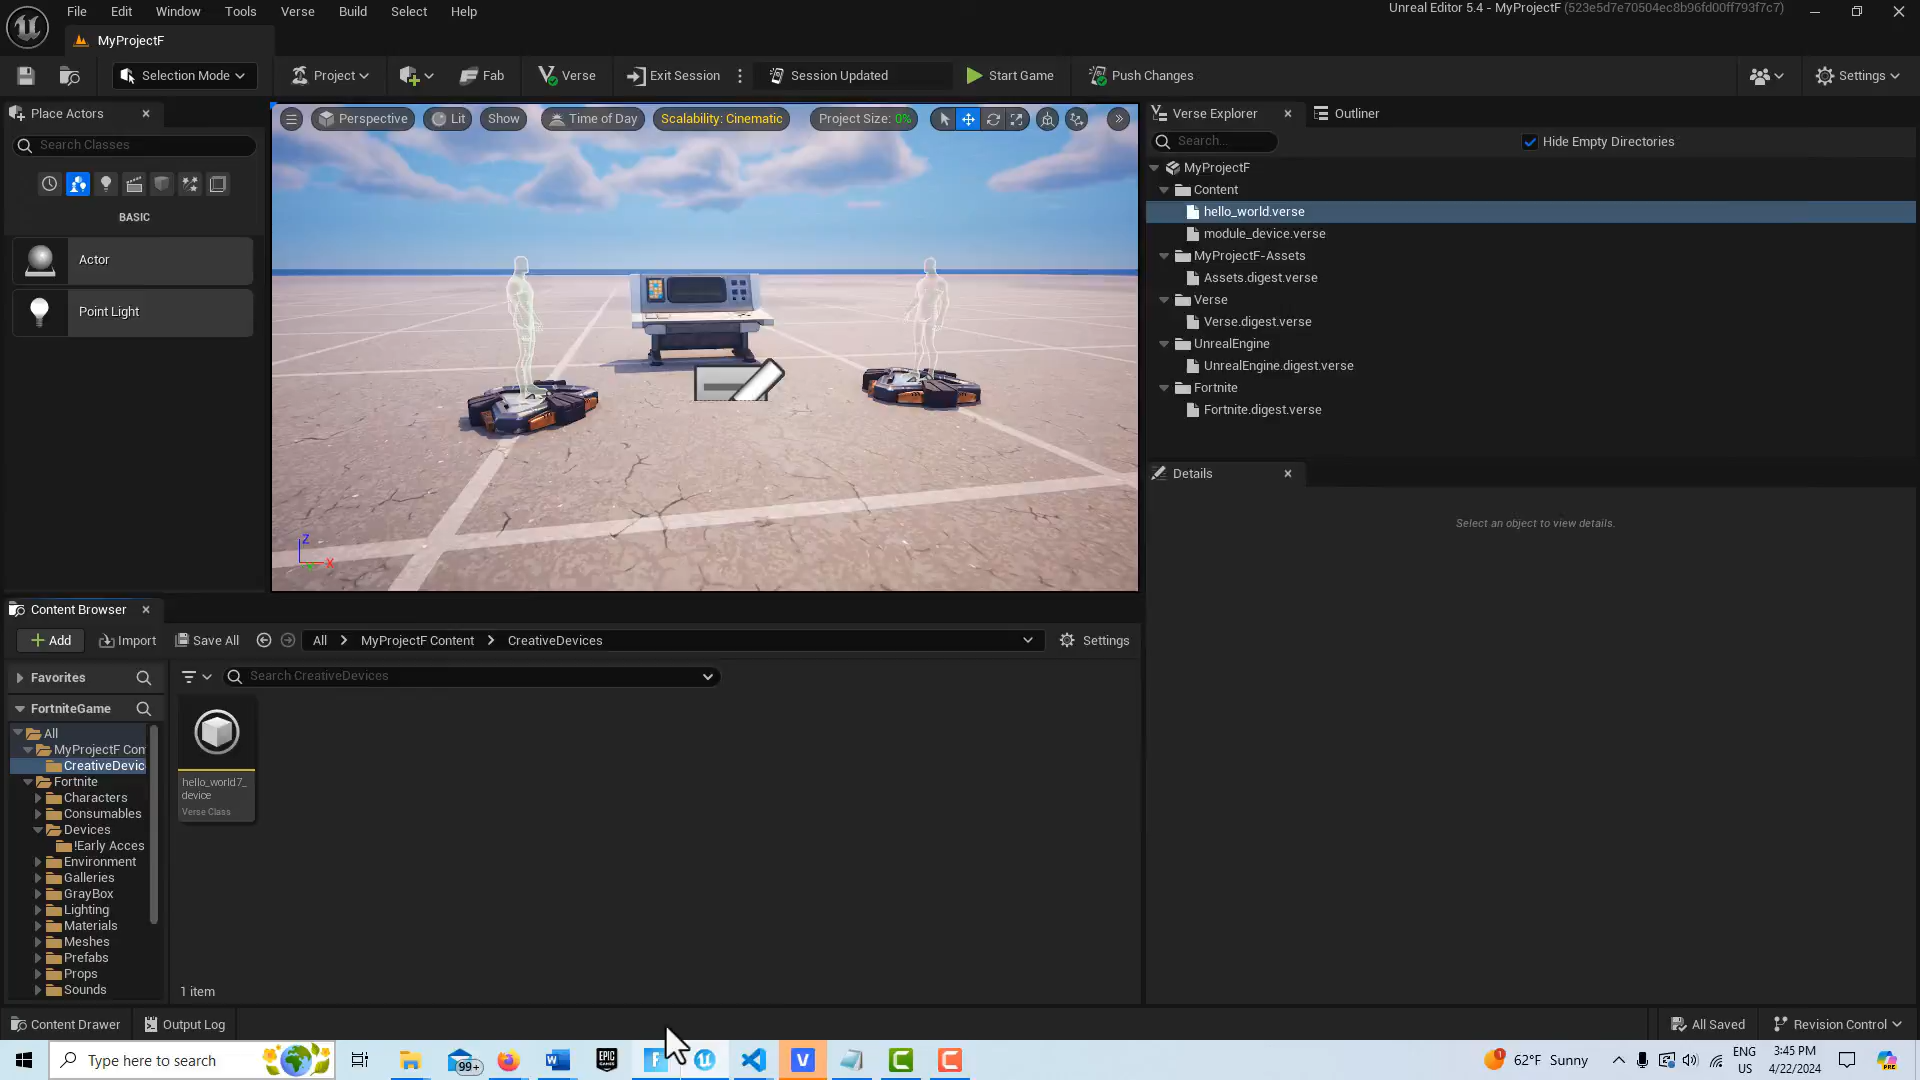 File Edit Window Tools Verse Build Select Help
Unreal Editor 5.4 - MyProjectF (523e5d7e70504ec8b96fd00ff793f7c7)
MyProjectF
Selection Mode Project Fab Verse Exit Session Session Updated Start Game Push Changes Settings
Place Actors
Search Classes
BASIC
Actor
Point Light
Perspective Lit Show Time of Day Scalability: Cinematic Project Size: 0%
Z
X
Verse Explorer Outliner
Search...
Hide Empty Directories
MyProjectF
Content
hello_world.verse
module_device.verse
MyProjectF-Assets
Assets.digest.verse
Verse
Verse.digest.verse
UnrealEngine
UnrealEngine.digest.verse
Fortnite
Fortnite.digest.verse
Details
Select an object to view details.
Content Browser
Add Import Save All All MyProjectF Content CreativeDevices Settings
Favorites
Search CreativeDevices
FortniteGame
All
MyProjectF Con
CreativeDevic
Fortnite
Characters
Consumables
Devices
!Early Acces
Environment
Galleries
GrayBox
Lighting
Materials
Meshes
Prefabs
Props
Sounds
hello_world7_
device
Verse Class
1 item
Content Drawer Output Log All Saved Revision Control
Type here to search
99+
EPIC
GAMES
62°F Sunny
ENG
US
3:45 PM
4/22/2024
PRE